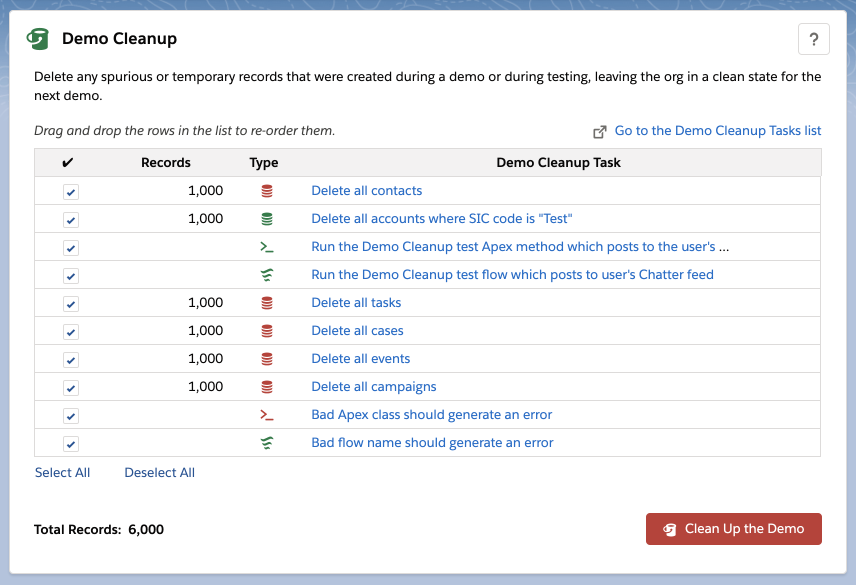 Demo Cleanup
?
Delete any spurious or temporary records that were created during a demo or during testing, leaving the org in a clean state for the
next demo.
Drag and drop the rows in the list to re-order them.
Go to the Demo Cleanup Tasks list
✔ Records Type Demo Cleanup Task
1,000 Delete all contacts
1,000 Delete all accounts where SIC code is "Test"
Run the Demo Cleanup test Apex method which posts to the user's ...
Run the Demo Cleanup test flow which posts to user's Chatter feed
1,000 Delete all tasks
1,000 Delete all cases
1,000 Delete all events
1,000 Delete all campaigns
Bad Apex class should generate an error
Bad flow name should generate an error
Select All Deselect All
Total Records: 6,000
Clean Up the Demo